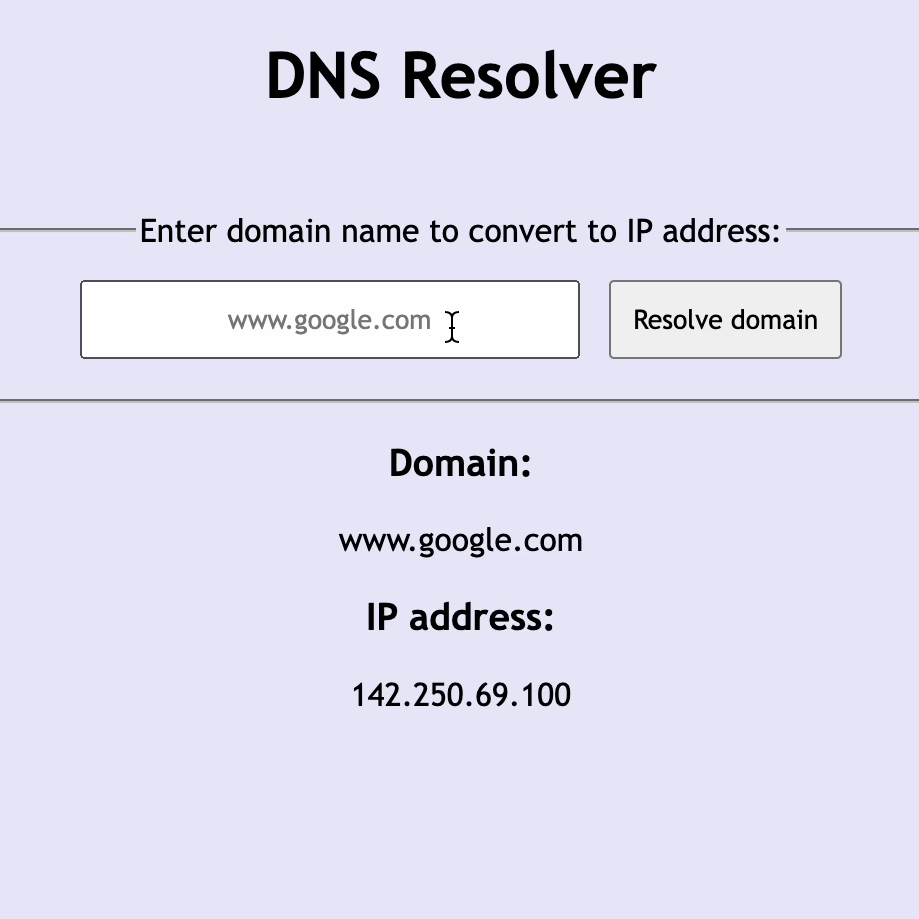 DNS Resolver
Enter domain name to convert to IP address:
www.google.com
Resolve domain
Domain:
www.google.com
IP address:
142.250.69.100